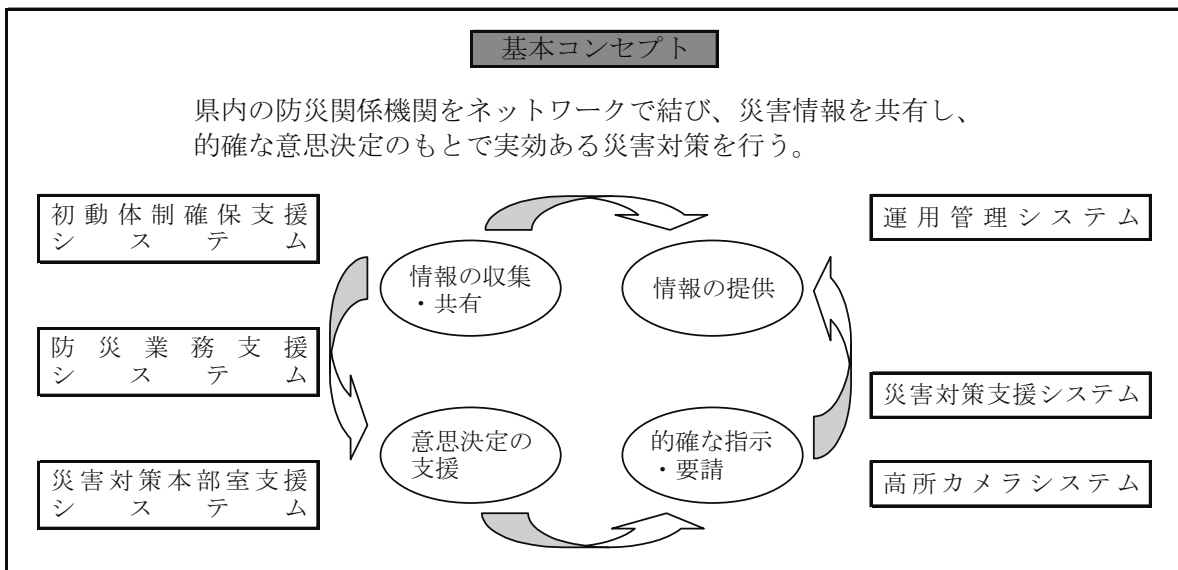 基本コンセプト
県内の防災関係機関をネットワークで結び、災害情報を共有し、
的確な意思決定のもとで実効ある災害対策を行う。
初動体制確保支援
システム
防災業務支援
システム
災害対策本部室支援
システム
情報の収集
・共有
情報の提供
意思決定の
支援
的確な指示
・要請
運用管理システム
災害対策支援システム
高所カメラシステム